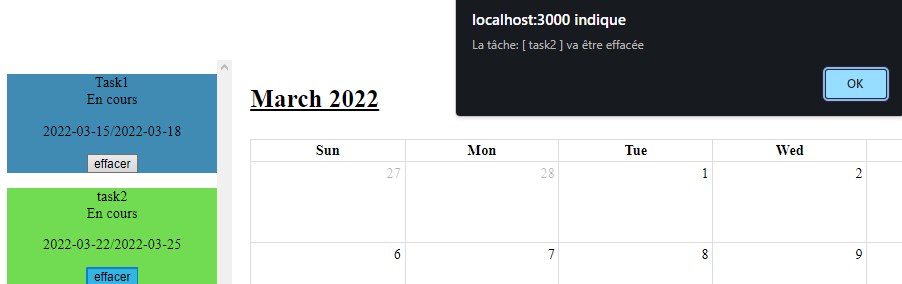 localhost:3000 indique
La tâche: [ task2 ] va être effacée
OK
Task1
En cours
2022-03-15/2022-03-18
effacer
task2
En cours
2022-03-22/2022-03-25
effacer
March 2022
Sun Mon Tue Wed
27 28 1 2
6 7 8 9